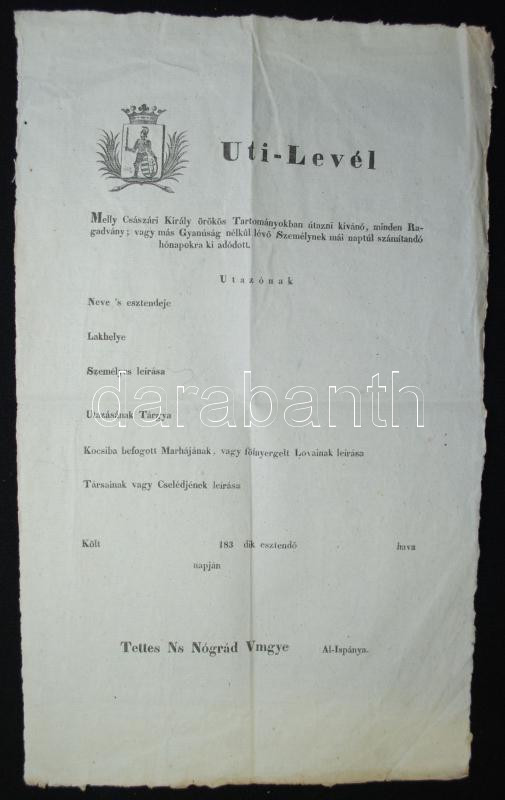 Uti-Levél
Melly Császári Király örökös Tartományokban útazni kívánó, minden Ra-
gadvány; vagy más Gyanúság nélkül lévő Személynek mái naptúl számítandó
hónapokra ki adódott.
Utazónak
Neve 's esztendeje
Lakhelye
Személyes leírása
darabanth
Utazásának Tárgya
Kocsiba befogott Marhájának, vagy fölnyergelt Lovainak leírása
Társainak vagy Cselédjének leírása
Költ 183 dik esztendő hava
napján
Tettes Ns Nógrád Vmgye Al-Ispánya.